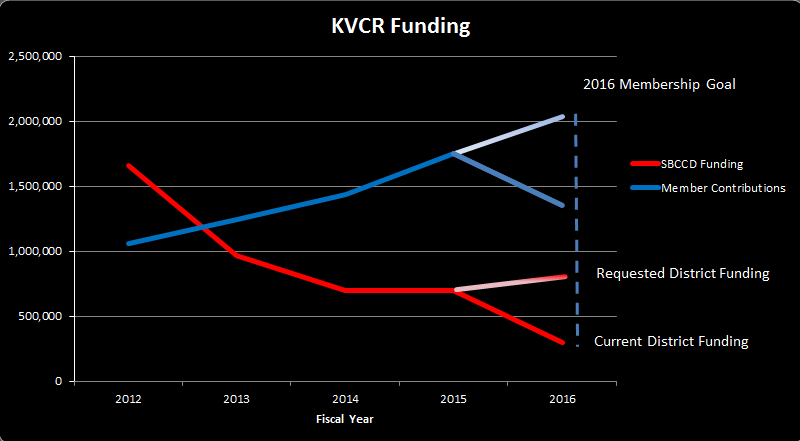 KVCR Funding
2,500,000
2016 Membership Goal
2,000,000
SBCCD Funding
1,500,000
Member Contributions
1,000,000
Requested District Funding
500,000
Current District Funding
0
2012 2013 2014 2015 2016
Fiscal Year